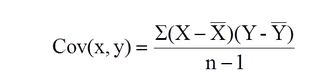 Cov(x, y) = Σ(X – X̅)(Y - Y̅) / n – 1